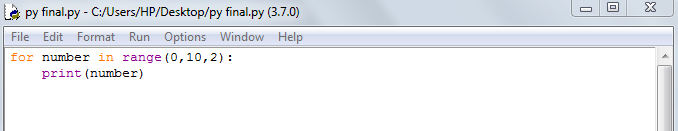 py final.py - C:/Users/HP/Desktop/py final.py (3.7.0)
File Edit Format Run Options Window Help
for number in range(0,10,2):
    print(number)